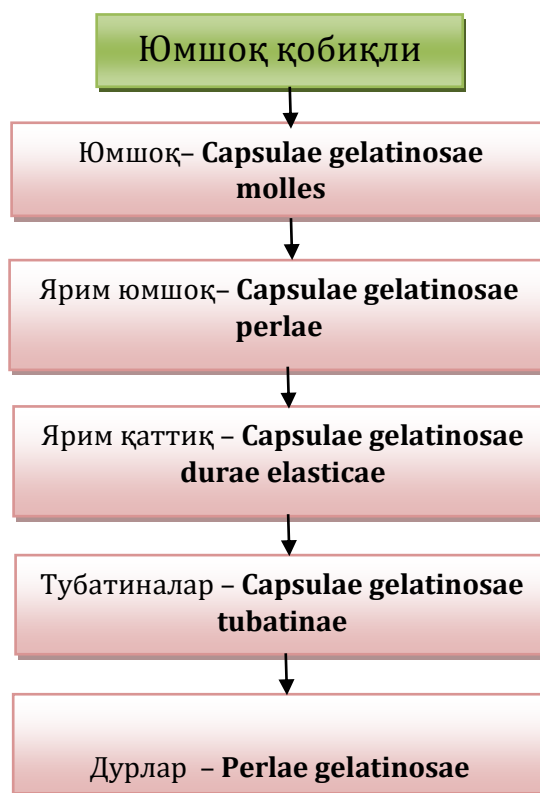 Юмшоқ қобиқли
Юмшоқ– Capsulae gelatinosae
molles
Ярим юмшоқ– Capsulae gelatinosae
perlae
Ярим қаттиқ – Capsulae gelatinosae
durae elasticae
Тубатиналар – Capsulae gelatinosae
tubatinae
Дурлар – Perlae gelatinosae